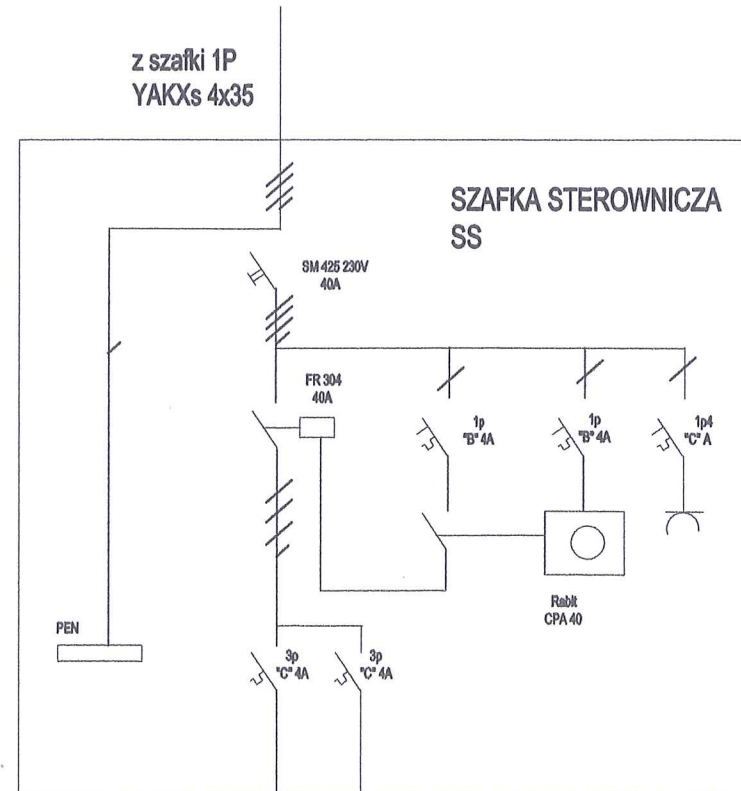 z szafki 1P
YAKXs 4x35
SZAFKA STEROWNICZA
SS
SM 425 230V
40A
FR 304
40A
1p
"B" 4A
1p
"B" 4A
1p4
"C" A
Rabit
CPA 40
PEN
3p
"C" 4A
3p
"C" 4A